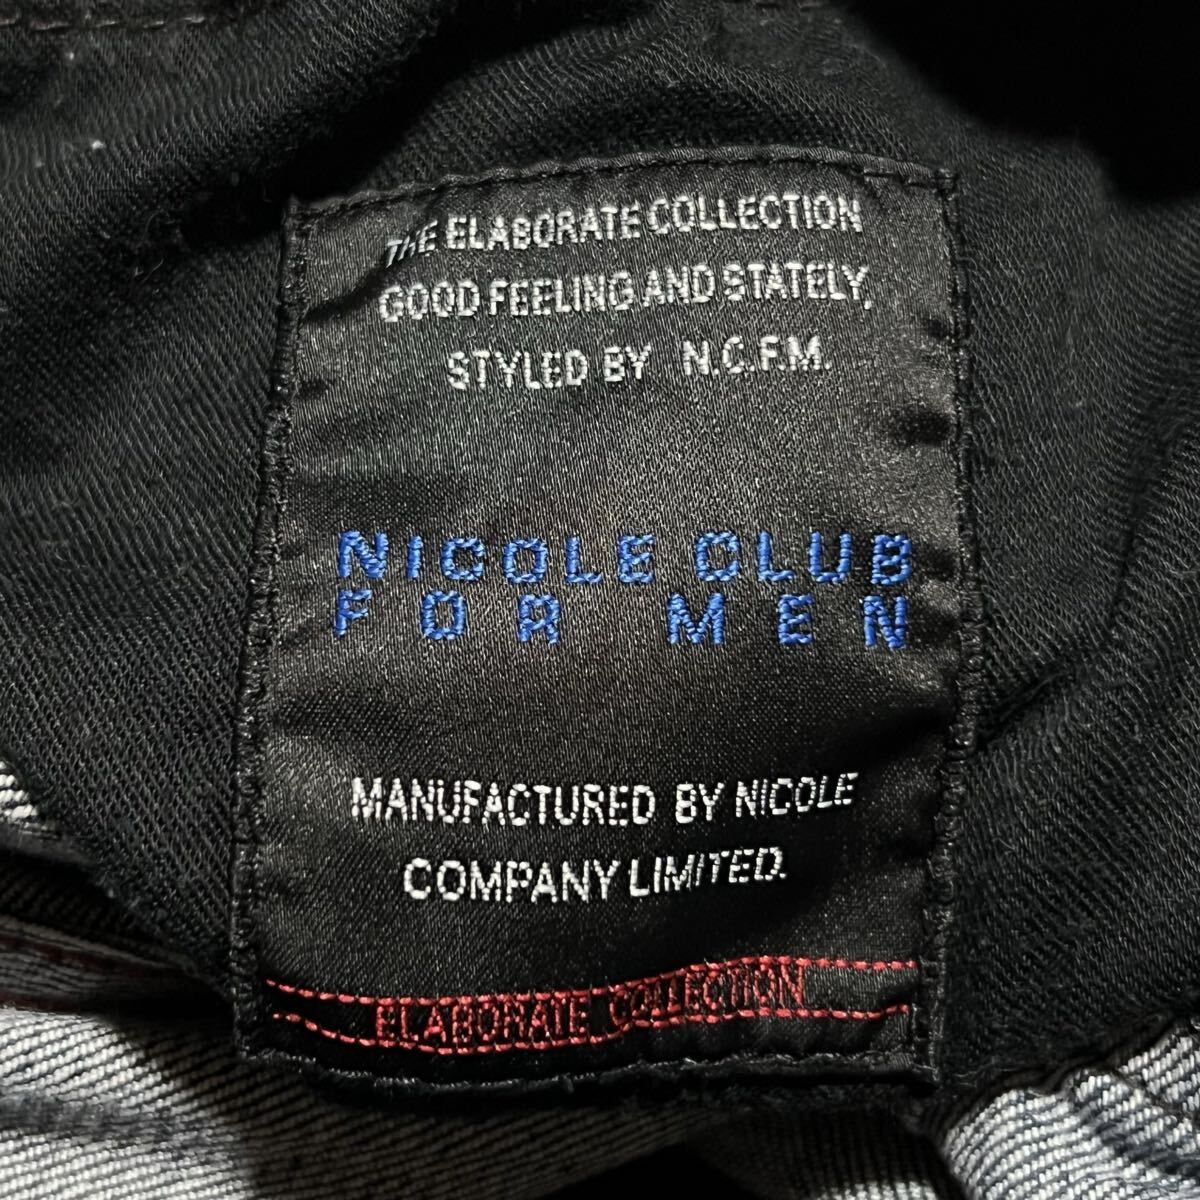 THE ELABORATE COLLECTION
GOOD FEELING AND STATELY,
STYLED BY N.C.F.M.
NICOLE CLUB
FOR MEN
MANUFACTURED BY NICOLE
COMPANY LIMITED.
ELABORATE COLLECTION